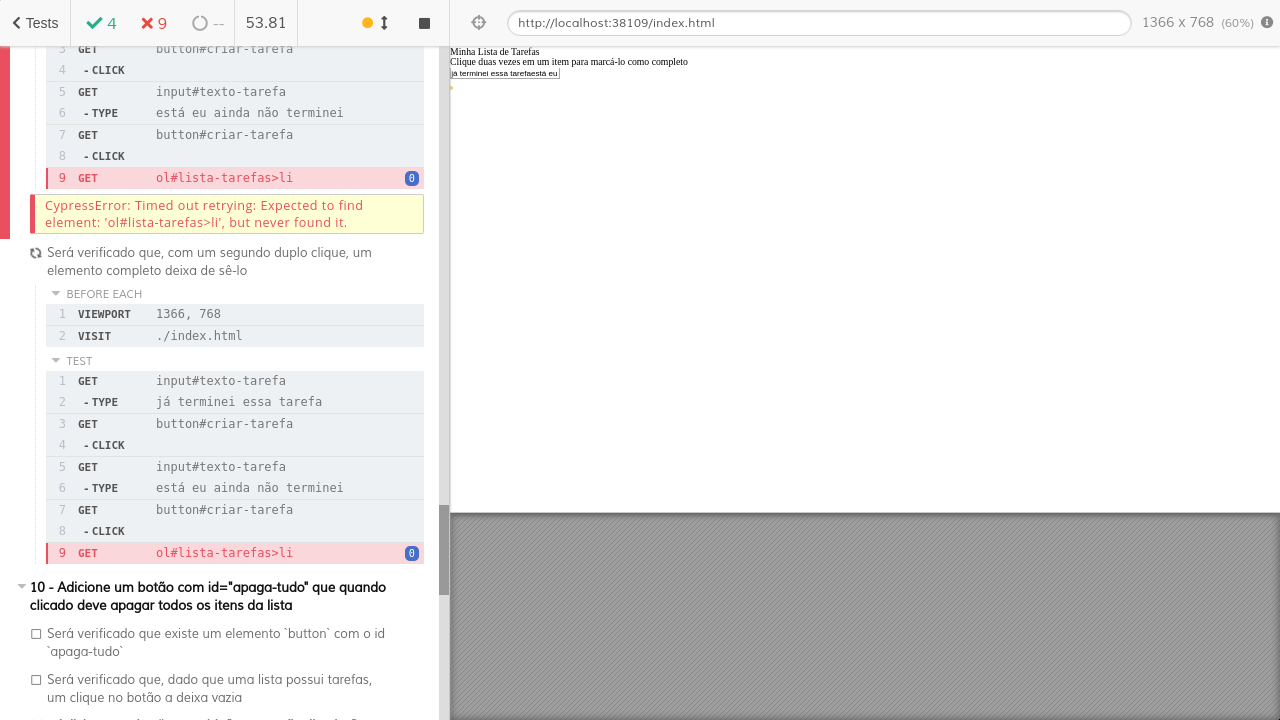 Tests 4 9 -- 53.81 http://localhost:38109/index.html 1366 x 768 (60%)
3 GET button#criar-tarefa
4 -CLICK
5 GET input#texto-tarefa
6 -TYPE está eu ainda não terminei
7 GET button#criar-tarefa
8 -CLICK
9 GET ol#lista-tarefas>li 0
CypressError: Timed out retrying: Expected to find
element: 'ol#lista-tarefas>li', but never found it.
Será verificado que, com um segundo duplo clique, um
elemento completo deixa de sê-lo
BEFORE EACH
1 VIEWPORT 1366, 768
2 VISIT ./index.html
TEST
1 GET input#texto-tarefa
2 -TYPE já terminei essa tarefa
3 GET button#criar-tarefa
4 -CLICK
5 GET input#texto-tarefa
6 -TYPE está eu ainda não terminei
7 GET button#criar-tarefa
8 -CLICK
9 GET ol#lista-tarefas>li 0
10 - Adicione um botão com id="apaga-tudo" que quando
clicado deve apagar todos os itens da lista
Será verificado que existe um elemento `button` com o id
`apaga-tudo`
Será verificado que, dado que uma lista possui tarefas,
um clique no botão a deixa vazia
Minha Lista de Tarefas
Clique duas vezes em um item para marcá-lo como completo
já terminei essa tarefaestá eu